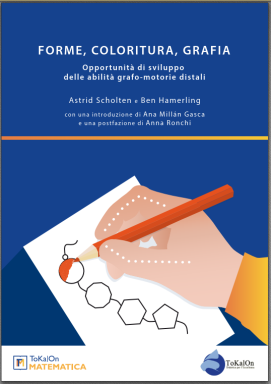 FORME, COLORITURA, GRAFIA
Opportunità di sviluppo
delle abilità grafo-motorie distali
Astrid Scholten e Ben Hamerling
con una introduzione di Ana Millán Gasca
e una postfazione di Anna Ronchi
ToKalOn
MATEMATICA
ToKalOn